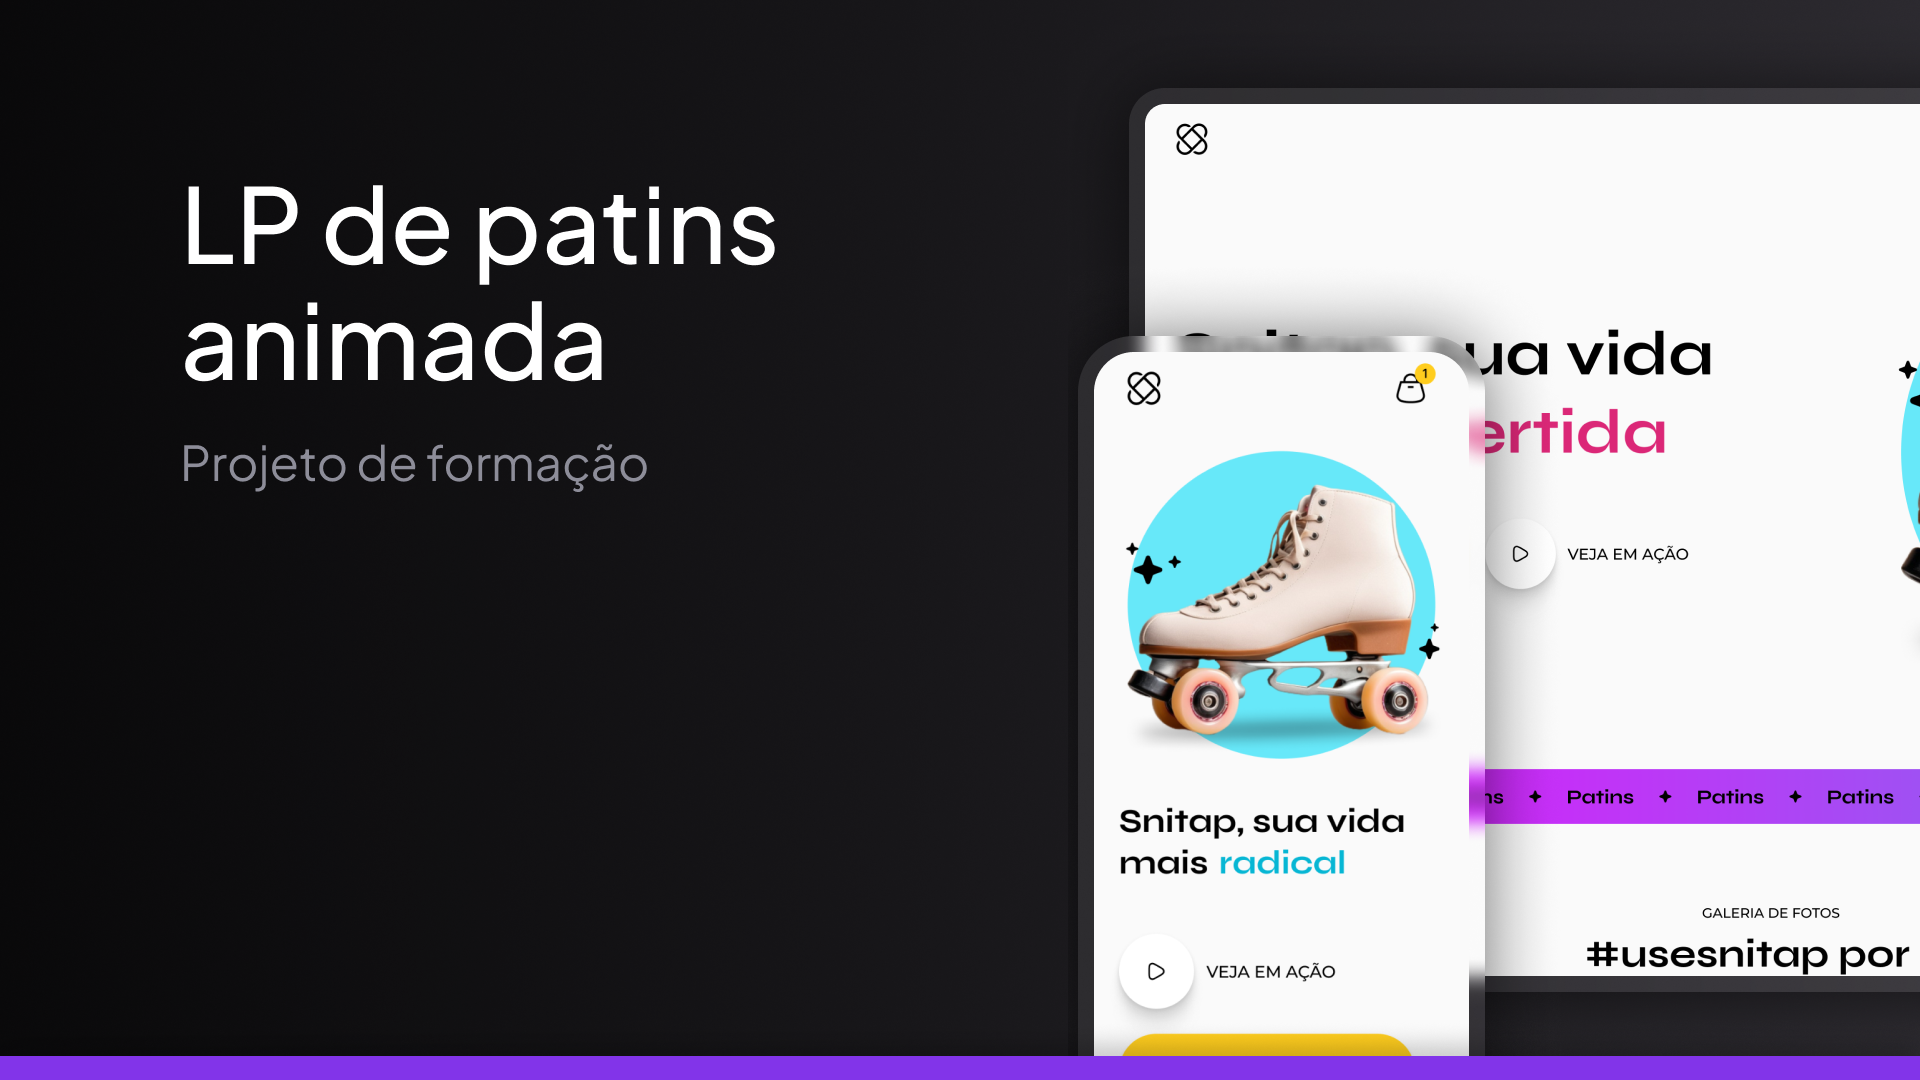 LP de patins
animada
Projeto de formação
1
Snitap, sua vida
mais radical
VEJA EM AÇÃO
ua vida
ertida
VEJA EM AÇÃO
Patins
Patins
Patins
GALERIA DE FOTOS
#usesnitap por